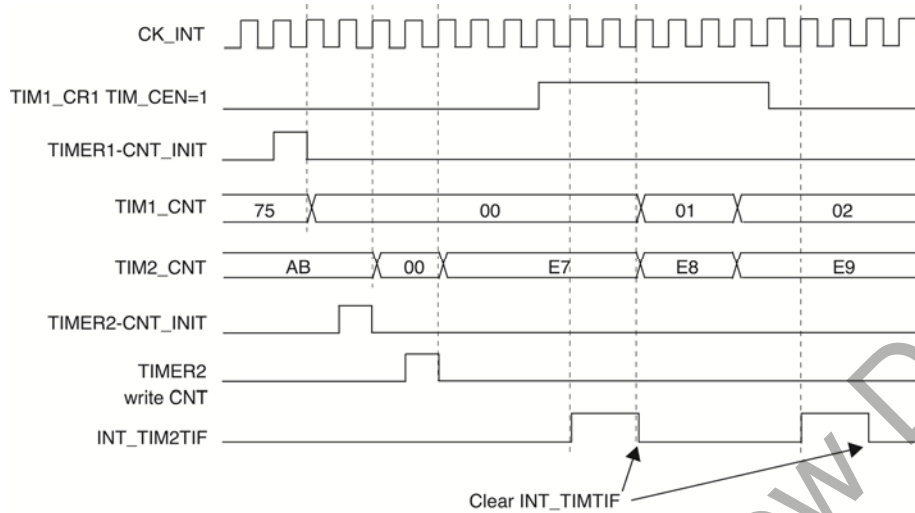 CK_INT
TIM1_CR1 TIM_CEN=1
TIMER1-CNT_INIT
TIM1_CNT 75 00 01 02
TIM2_CNT AB 00 E7 E8 E9
TIMER2-CNT_INIT
TIMER2
write CNT
INT_TIM2TIF
Clear INT_TIMTIF
w D